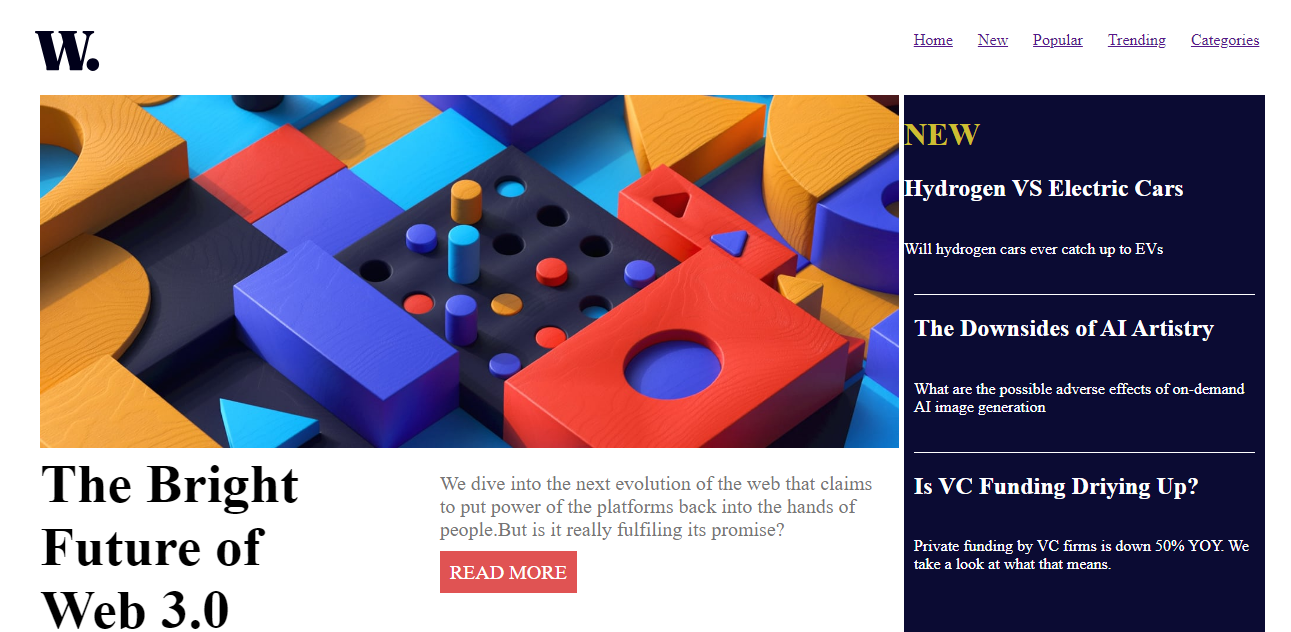 W.
Home New Popular Trending Categories
NEW
Hydrogen VS Electric Cars
Will hydrogen cars ever catch up to EVs
The Downsides of AI Artistry
What are the possible adverse effects of on-demand
AI image generation
Is VC Funding Driying Up?
Private funding by VC firms is down 50% YOY. We
take a look at what that means.
The Bright
Future of
Web 3.0
We dive into the next evolution of the web that claims
to put power of the platforms back into the hands of
people.But is it really fulfiling its promise?
READ MORE